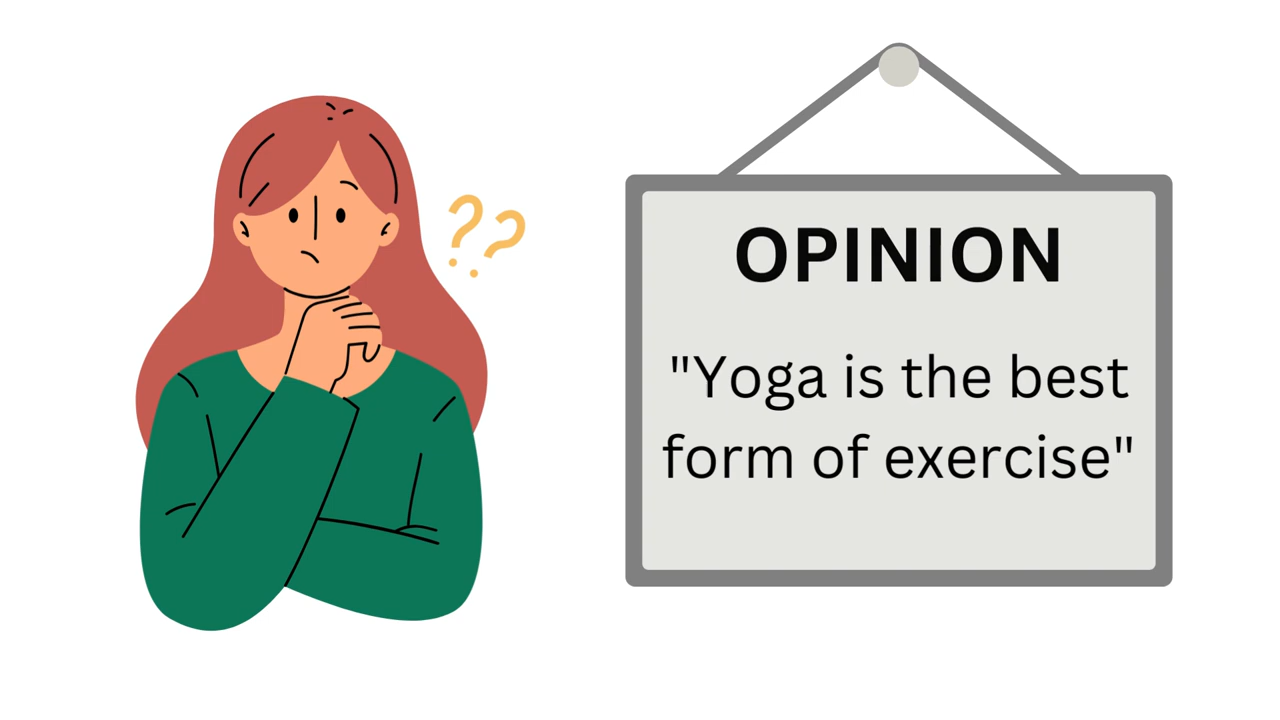 ??
OPINION
"Yoga is the best
form of exercise"